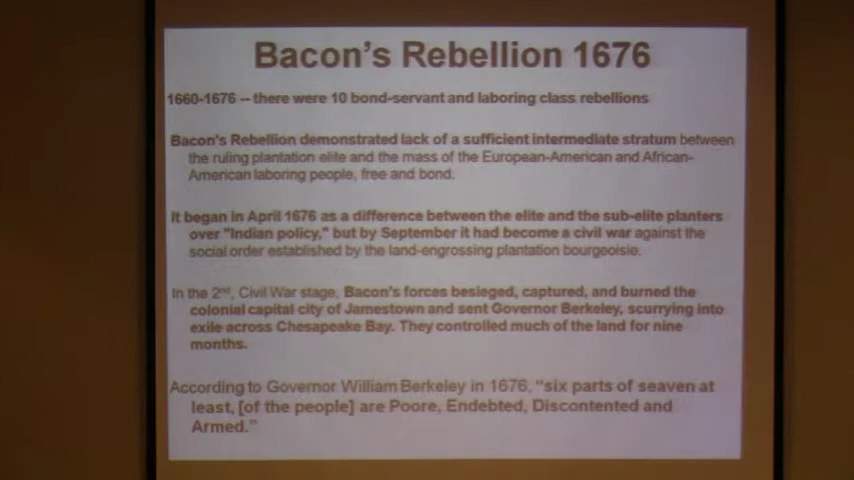 Bacon's Rebellion 1676
1660-1676 – there were 10 bond-servant and laboring class rebellions
Bacon's Rebellion demonstrated lack of a sufficient intermediate stratum between
the ruling plantation elite and the mass of the European-American and African-
American laboring people, free and bond.
It began in April 1676 as a difference between the elite and the sub-elite planters
over "Indian policy," but by September it had become a civil war against the
social order established by the land-engrossing plantation bourgeoisie.
In the 2nd, Civil War stage, Bacon's forces besieged, captured, and burned the
colonial capital city of Jamestown and sent Governor Berkeley, scurrying into
exile across Chesapeake Bay. They controlled much of the land for nine
months.
According to Governor William Berkeley in 1676, "six parts of seaven at
least, [of the people] are Poore, Endebted, Discontented and
Armed."